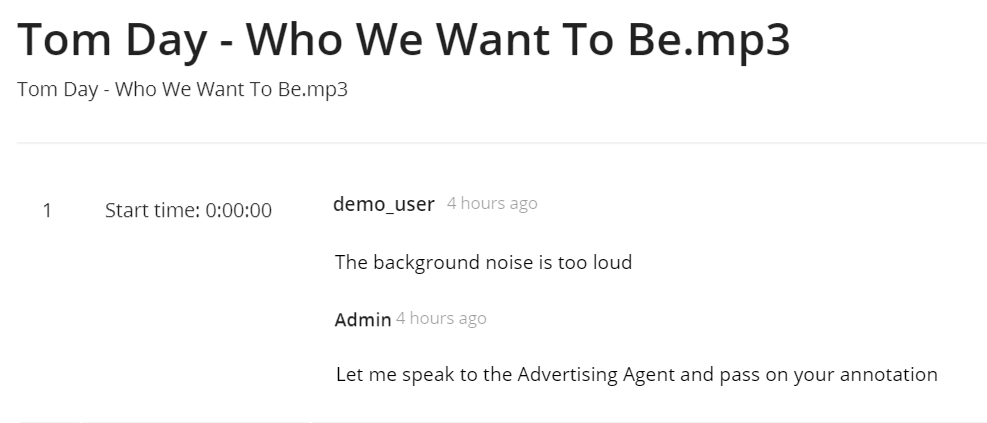 Tom Day - Who We Want To Be.mp3
Tom Day - Who We Want To Be.mp3
1 Start time: 0:00:00 demo_user 4 hours ago
The background noise is too loud
Admin 4 hours ago
Let me speak to the Advertising Agent and pass on your annotation